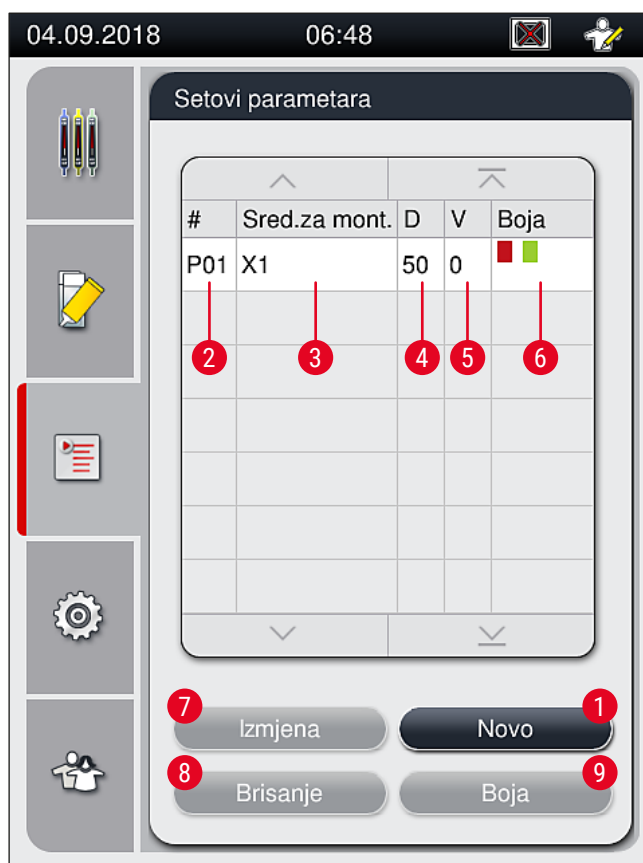 04.09.2018 06:48
Setovi parametara
# Sred.za mont. D V Boja
P01 X1 50 0
2 3 4 5 6
7 1
Izmjena Novo
8 9
Brisanje Boja